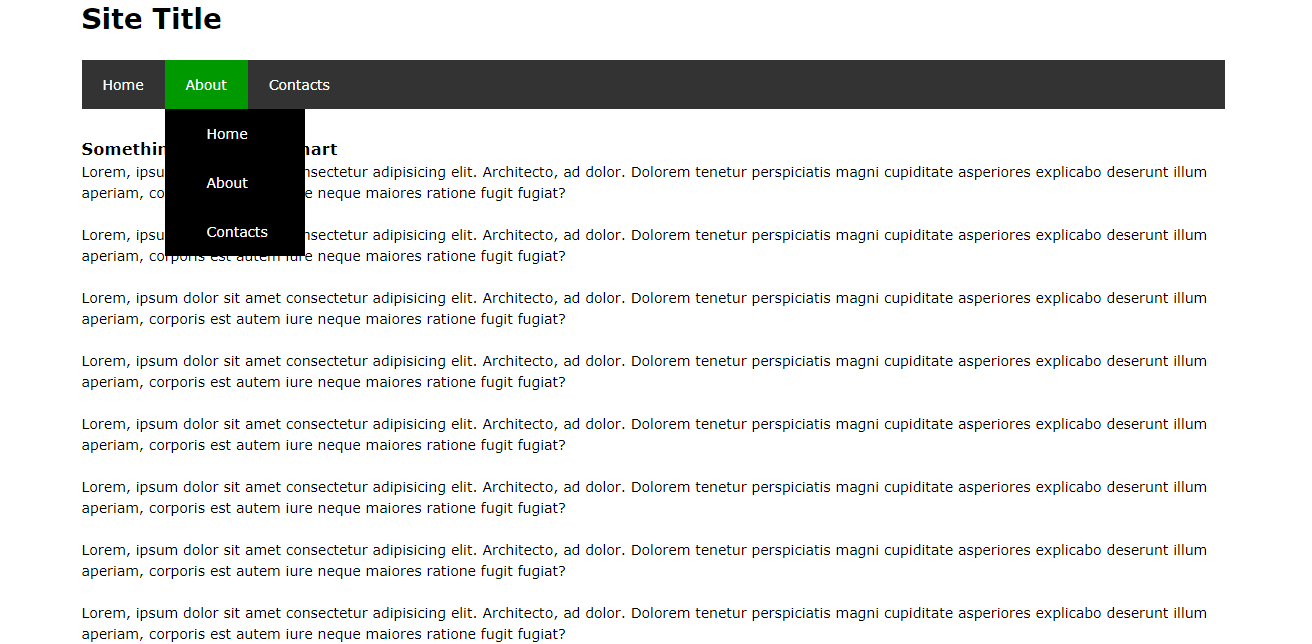 Site Title
Home About Contacts
Home
About
Contacts
Lorem, nsectetur adipisicing elit. Architecto, ad dolor. Dolorem tenetur perspiciatis magni cupiditate asperiores explicabo deserunt illum
aperiam, neque maiores ratione fugit fugiat?
Lorem, nsectetur adipisicing elit. Architecto, ad dolor. Dolorem tenetur perspiciatis magni cupiditate asperiores explicabo deserunt illum
aperiam, corporis est autem iure neque maiores ratione fugit fugiat?
Lorem, ipsum dolor sit amet consectetur adipisicing elit. Architecto, ad dolor. Dolorem tenetur perspiciatis magni cupiditate asperiores explicabo deserunt illum
aperiam, corporis est autem iure neque maiores ratione fugit fugiat?
Lorem, ipsum dolor sit amet consectetur adipisicing elit. Architecto, ad dolor. Dolorem tenetur perspiciatis magni cupiditate asperiores explicabo deserunt illum
aperiam, corporis est autem iure neque maiores ratione fugit fugiat?
Lorem, ipsum dolor sit amet consectetur adipisicing elit. Architecto, ad dolor. Dolorem tenetur perspiciatis magni cupiditate asperiores explicabo deserunt illum
aperiam, corporis est autem iure neque maiores ratione fugit fugiat?
Lorem, ipsum dolor sit amet consectetur adipisicing elit. Architecto, ad dolor. Dolorem tenetur perspiciatis magni cupiditate asperiores explicabo deserunt illum
aperiam, corporis est autem iure neque maiores ratione fugit fugiat?
Lorem, ipsum dolor sit amet consectetur adipisicing elit. Architecto, ad dolor. Dolorem tenetur perspiciatis magni cupiditate asperiores explicabo deserunt illum
aperiam, corporis est autem iure neque maiores ratione fugit fugiat?
Lorem, ipsum dolor sit amet consectetur adipisicing elit. Architecto, ad dolor. Dolorem tenetur perspiciatis magni cupiditate asperiores explicabo deserunt illum
aperiam, corporis est autem iure neque maiores ratione fugit fugiat?